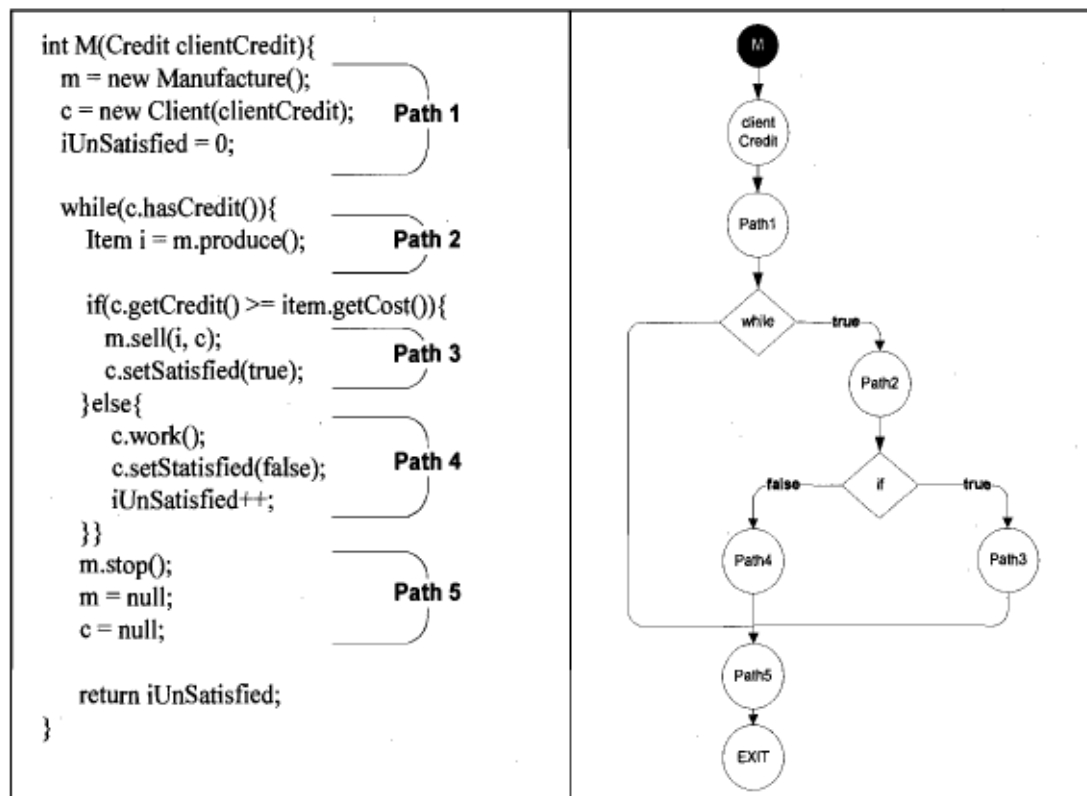 int M(Credit clientCredit){
m = new Manufacture();
c = new Client(clientCredit);
iUnSatisfied = 0;
Path 1
while(c.hasCredit()){
Item i = m.produce();
Path 2
if(c.getCredit() >= item.getCost()){
m.sell(i, c);
c.setSatisfied(true);
Path 3
}else{
c.work();
c.setStatisfied(false);
iUnSatisfied++;
Path 4
}}
m.stop();
m = null;
c = null;
Path 5
return iUnSatisfied;
}
M
client
Credit
Path1
while
true
Path2
false
if
true
Path4
Path3
Path5
EXIT